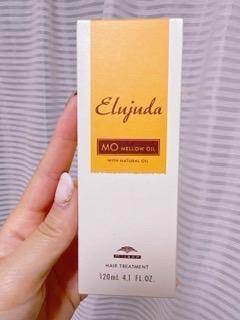 Elujuda
MO MELLOW OIL
WITH NATURAL OIL
milbon
HAIR TREATMENT
120mL 4.1 FL.OZ.